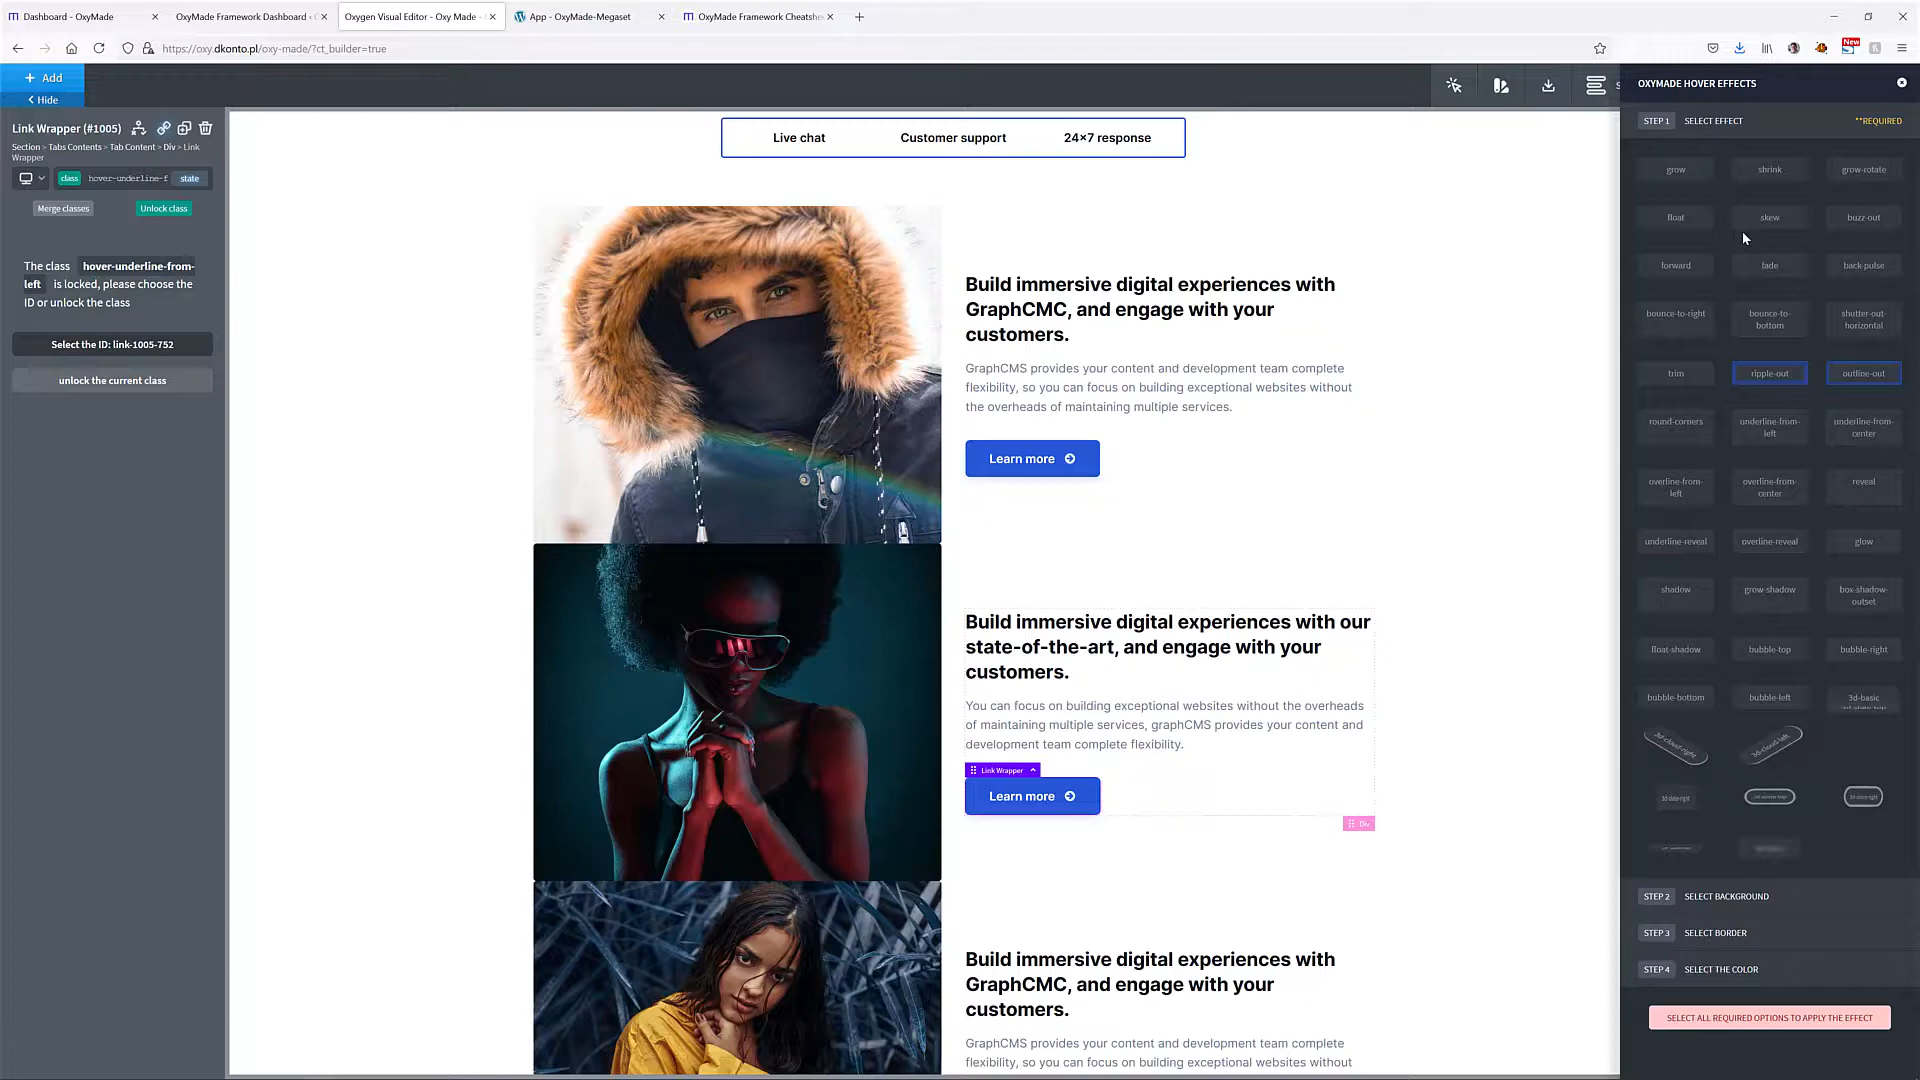 Dashboard - OxyMade
OxyMade Framework Dashboard ‹ O
Oxygen Visual Editor - Oxy Made -
App - OxyMade-Megaset
OxyMade Framework Cheatshe
https://oxy.dkonto.pl/oxy-made/?ct_builder=true
New
+ Add
Hide
OXYMADE HOVER EFFECTS
Link Wrapper (#1005)
Section > Tabs Contents > Tab Content > Div > Link
Wrapper
class hover-underline-f state
Merge classes
Unlock class
The class hover-underline-from-
left is locked, please choose the
ID or unlock the class
Select the ID: link-1005-752
unlock the current class
Live chat
Customer support
24×7 response
Build immersive digital experiences with
GraphCMC, and engage with your
customers.
GraphCMS provides your content and development team complete
flexibility, so you can focus on building exceptional websites without
the overheads of maintaining multiple services.
Learn more
Build immersive digital experiences with our
state-of-the-art, and engage with your
customers.
You can focus on building exceptional websites without the overheads
of maintaining multiple services, graphCMS provides your content and
development team complete flexibility.
Link Wrapper
Learn more
Div
Build immersive digital experiences with
GraphCMC, and engage with your
customers.
GraphCMS provides your content and development team complete
flexibility, so you can focus on building exceptional websites without
STEP 1 SELECT EFFECT **REQUIRED
grow
shrink
grow-rotate
float
skew
buzz-out
forward
fade
back-pulse
bounce-to-right
bounce-to-
bottom
shutter-out-
horizontal
trim
ripple-out
outline-out
round-corners
underline-from-
left
underline-from-
center
overline-from-
left
overline-from-
center
reveal
underline-reveal
overline-reveal
glow
shadow
grow-shadow
box-shadow-
outset
float-shadow
bubble-top
bubble-right
bubble-bottom
bubble-left
3d-basic
3d-cloud-right
3d-cloud-left
STEP 2 SELECT BACKGROUND
STEP 3 SELECT BORDER
STEP 4 SELECT THE COLOR
SELECT ALL REQUIRED OPTIONS TO APPLY THE EFFECT